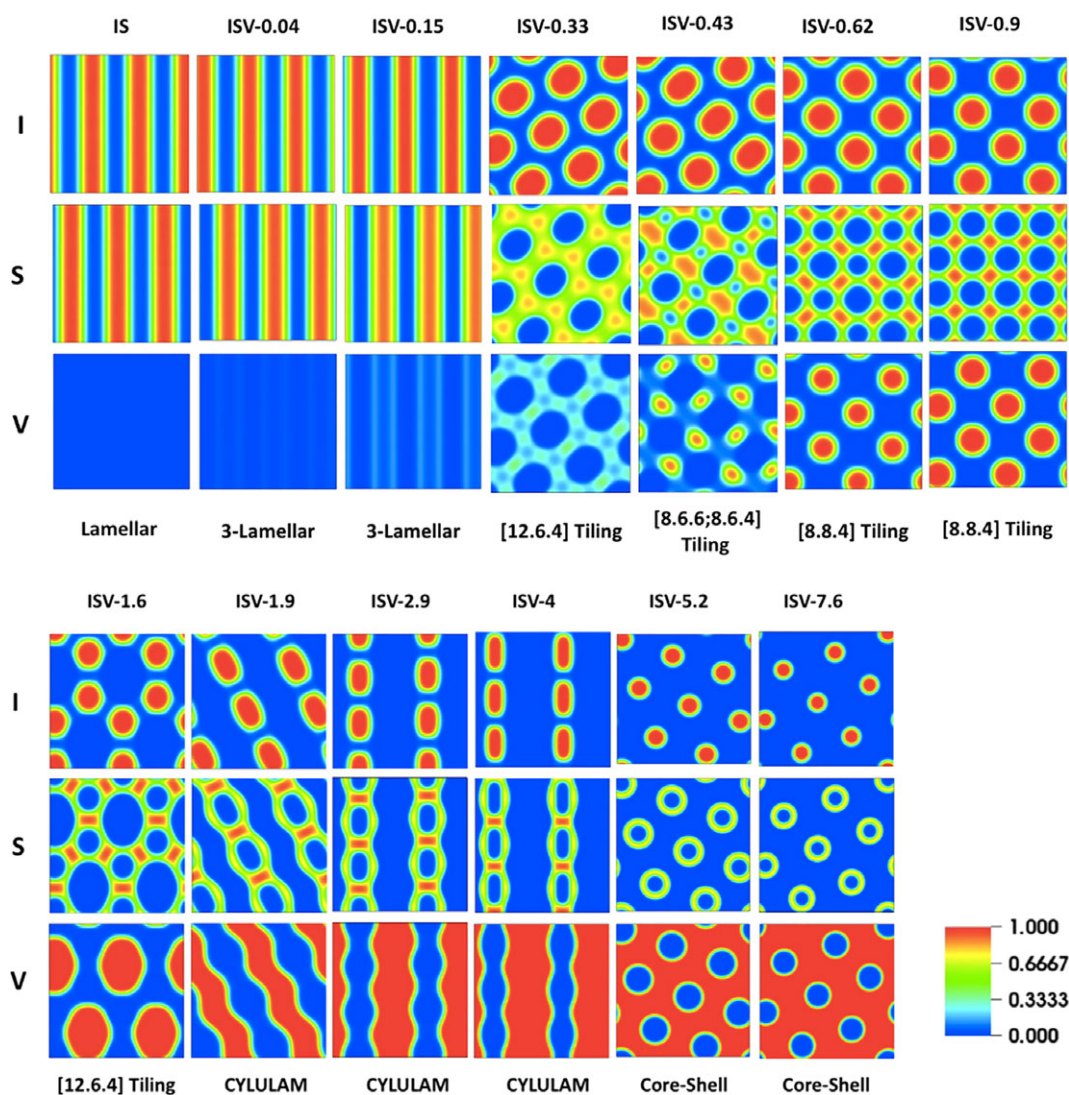 IS ISV-0.04 ISV-0.15 ISV-0.33 ISV-0.43 ISV-0.62 ISV-0.9
I
S
V
Lamellar 3-Lamellar 3-Lamellar [12.6.4] Tiling [8.6.6;8.6.4] Tiling [8.8.4] Tiling [8.8.4] Tiling
ISV-1.6 ISV-1.9 ISV-2.9 ISV-4 ISV-5.2 ISV-7.6
I
S
V
1.000
0.6667
0.3333
0.000
[12.6.4] Tiling CYLULAM CYLULAM CYLULAM Core-Shell Core-Shell